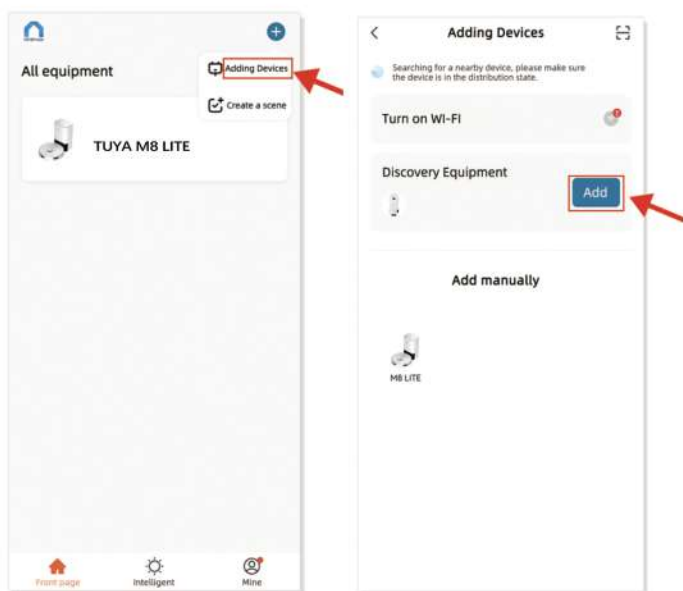 All equipment
Adding Devices
Create a scene
TUYA M8 LITE
Front page
Intelligent
Mine
Adding Devices
Searching for a nearby device, please make sure
the device is in the distribution state.
Turn on WI-FI
Discovery Equipment
Add
Add manually
M8 LITE